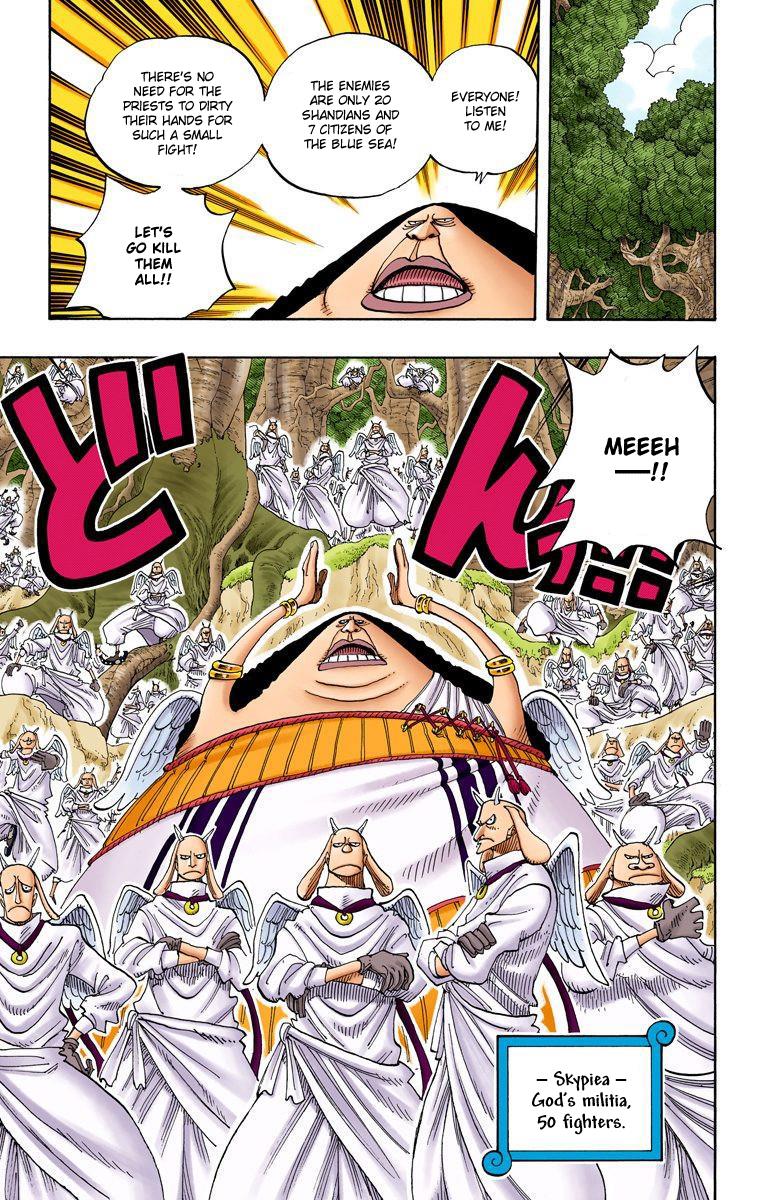 EVERYONE!
LISTEN
TO ME!
THE ENEMIES
ARE ONLY 20
SHANDIANS AND
7 CITIZENS OF
THE BLUE SEA!
THERE'S NO
NEED FOR THE
PRIESTS TO DIRTY
THEIR HANDS FOR
SUCH A SMALL
FIGHT!
LET'S
GO KILL
THEM
ALL!!
MEEEH
—!!
ど
– Skypiea –
God's militia,
50 fighters.